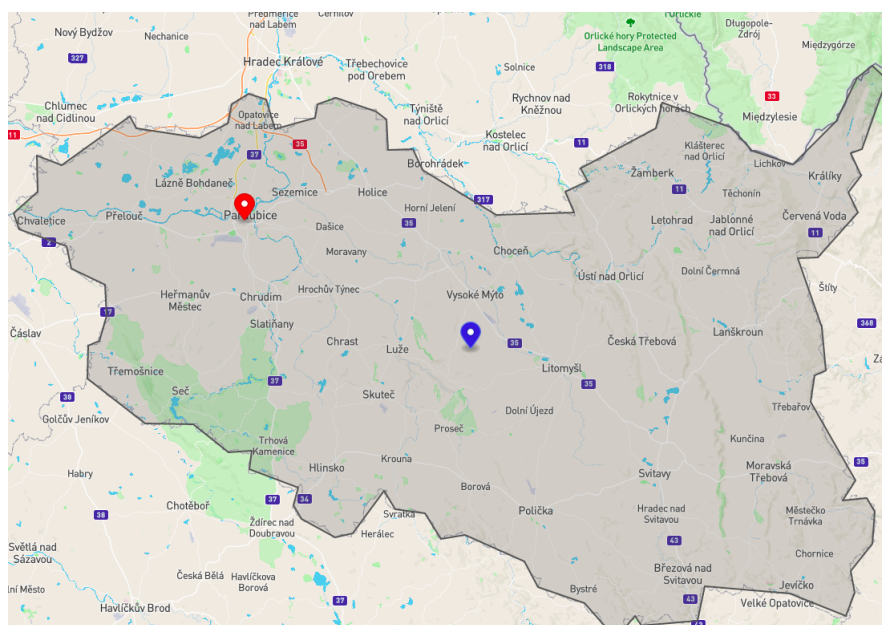 Předměřice
nad Labem
Černilov
Orlické
Długopole-
Zdrój
Nový Bydžov
Nechanice
Orlické hory Protected
Landscape Area
Międzygórze
327
Hradec Králové
Třebechovice
pod Orebem
Solnice
318
Chlumec
nad Cidlinou
Týniště
nad Orlicí
Rychnov nad
Kněžnou
Rokytnice v
Orlických horách
33
Międzylesie
Opatovice
nad Labem
11
35
Kostelec
nad Orlicí
11
37
Borohrádek
Klášterec
nad Orlicí
Lichkov
Lázně Bohdaneč
Sezemice
Holice
Žamberk
Králíky
317
11
Těchonín
Chvaletice
Přelouč
Pardubice
Horní Jelení
35
Dašice
Letohrad
Jablonné
nad Orlicí
Červená Voda
11
2
Moravany
Choceň
Ústí nad Orlicí
Dolní Čermná
Štíty
Heřmanův
Městec
Chrudim
Hrochův Týnec
Vysoké Mýto
17
Slatiňany
368
Čáslav
Chrast
Luže
35
Česká Třebová
Lanškroun
Třemošnice
Seč
37
Litomyšl
35
38
Skuteč
Dolní Újezd
Třebařov
Golčův Jeníkov
Proseč
Trhová
Kamenice
Kunčina
Habry
Hlinsko
Krouna
Svitavy
Moravská
Třebová
35
Borová
Chotěboř
37
34
Polička
Hradec nad
Svitavou
Městečko
Trnávka
38
Ždírec nad
Doubravou
Svratka
Herálec
43
Světlá nad
Sázavou
Chornice
Česká Bělá
Havlíčkova
Borová
Březová nad
Svitavou
Bystré
Jevíčko
37
43
Havlíčkův Brod
Velké Opatovice